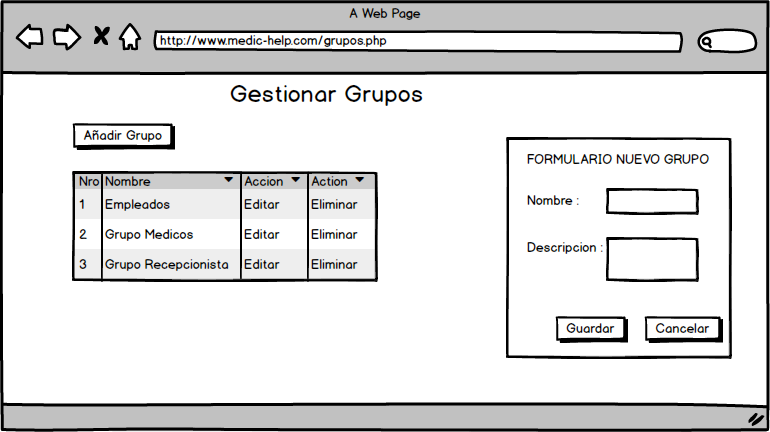 A Web Page
http://www.medic-help.com/grupos.php
Gestionar Grupos
Añadir Grupo
Nro Nombre Accion Action
1 Empleados Editar Eliminar
2 Grupo Medicos Editar Eliminar
3 Grupo Recepcionista Editar Eliminar
FORMULARIO NUEVO GRUPO
Nombre :
Descripcion :
Guardar Cancelar